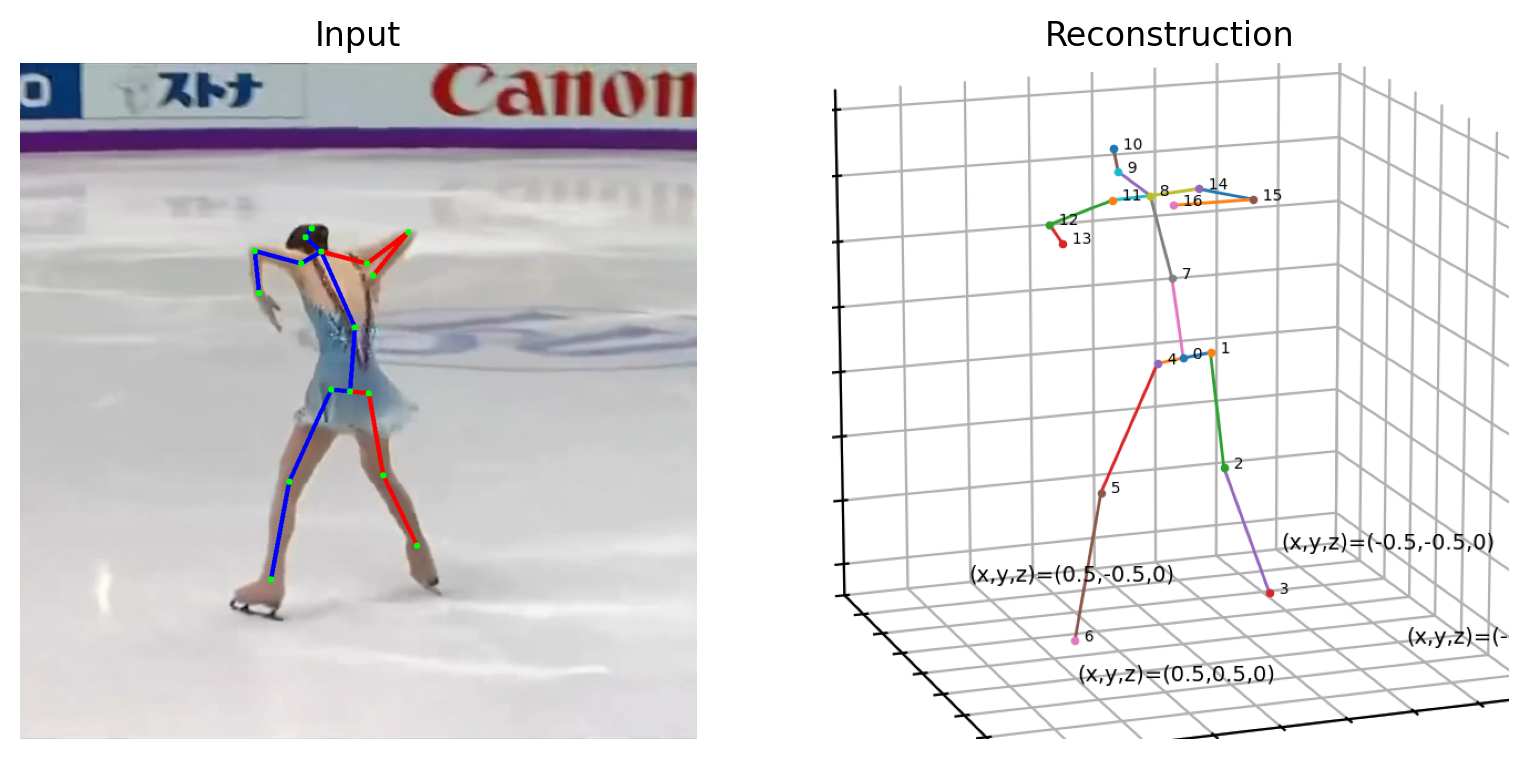 Input
Reconstruction
O
ストナ
Canon
10
9
8
14
15
11
16
12
13
7
4
0
1
2
5
(x,y,z)=(-0.5,-0.5,0)
(x,y,z)=(0.5,-0.5,0)
3
6
(x,y,z)=(-
(x,y,z)=(0.5,0.5,0)